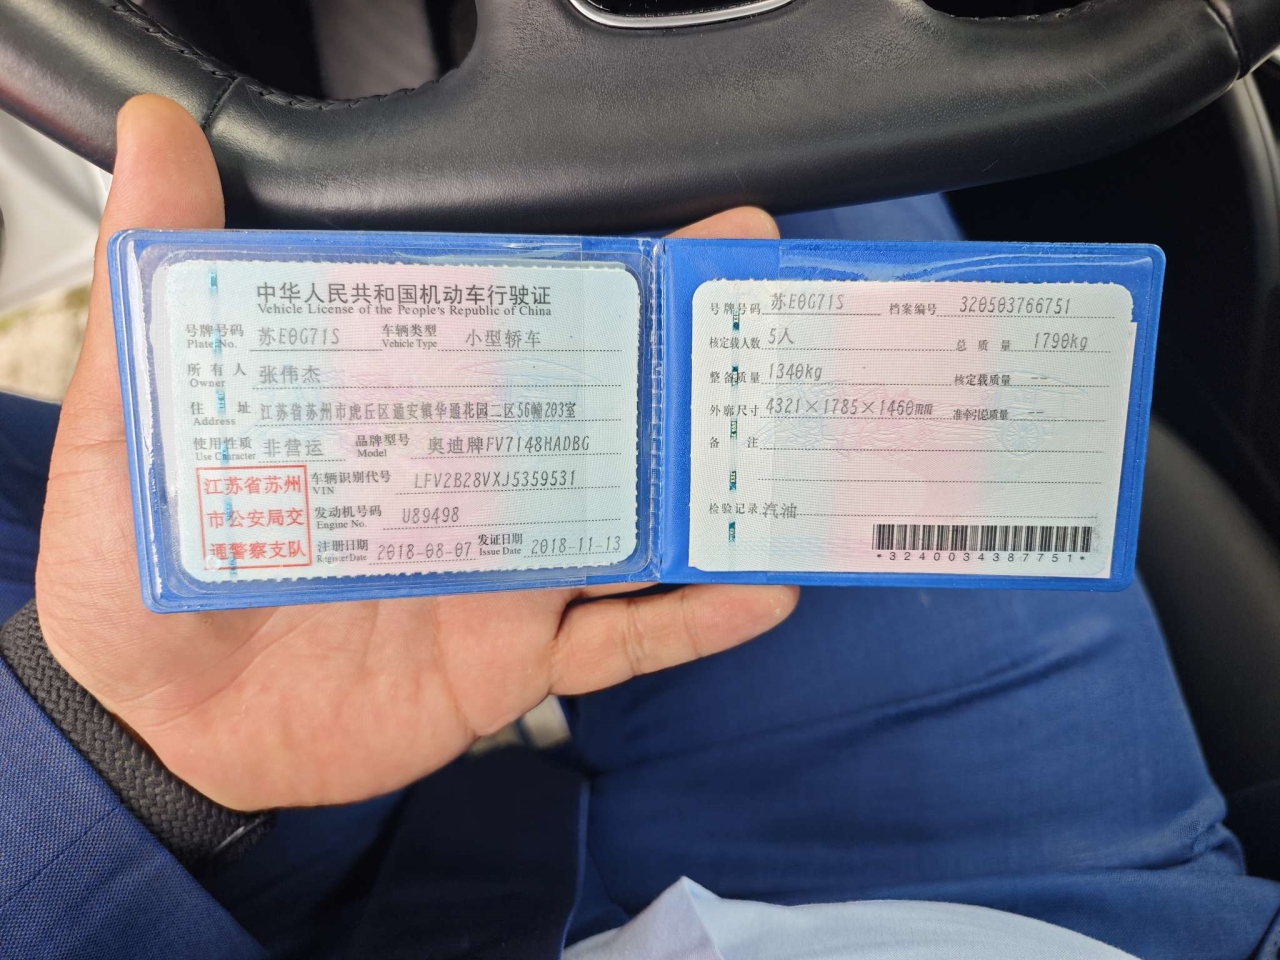 中华人民共和国机动车行驶证
Vehicle License of the People's Republic of China
号牌号码 Plate No. 苏E0G71S 车辆类型 Vehicle Type 小型轿车
所有人 Owner 张伟杰
住址 Address 江苏省苏州市虎丘区通安镇华通花园二区56幢203室
使用性质 Use Character 非营运 品牌型号 Model 奥迪牌FV7148HADBG
江苏省苏州
市公安局交
通警察支队
车辆识别代号 VIN LFV2B28VXJ5359531
发动机号码 Engine No. U89498
注册日期 Register Date 2018-08-07 发证日期 Issue Date 2018-11-13
号牌号码 苏E0G71S 档案编号 320503766751
核定载人数 5人 总质量 1790kg
整备质量 1340kg 核定载质量 --
外廓尺寸 4321×1785×1460mm 准牵引总质量 --
备注
检验记录 汽油
*3240034387751*